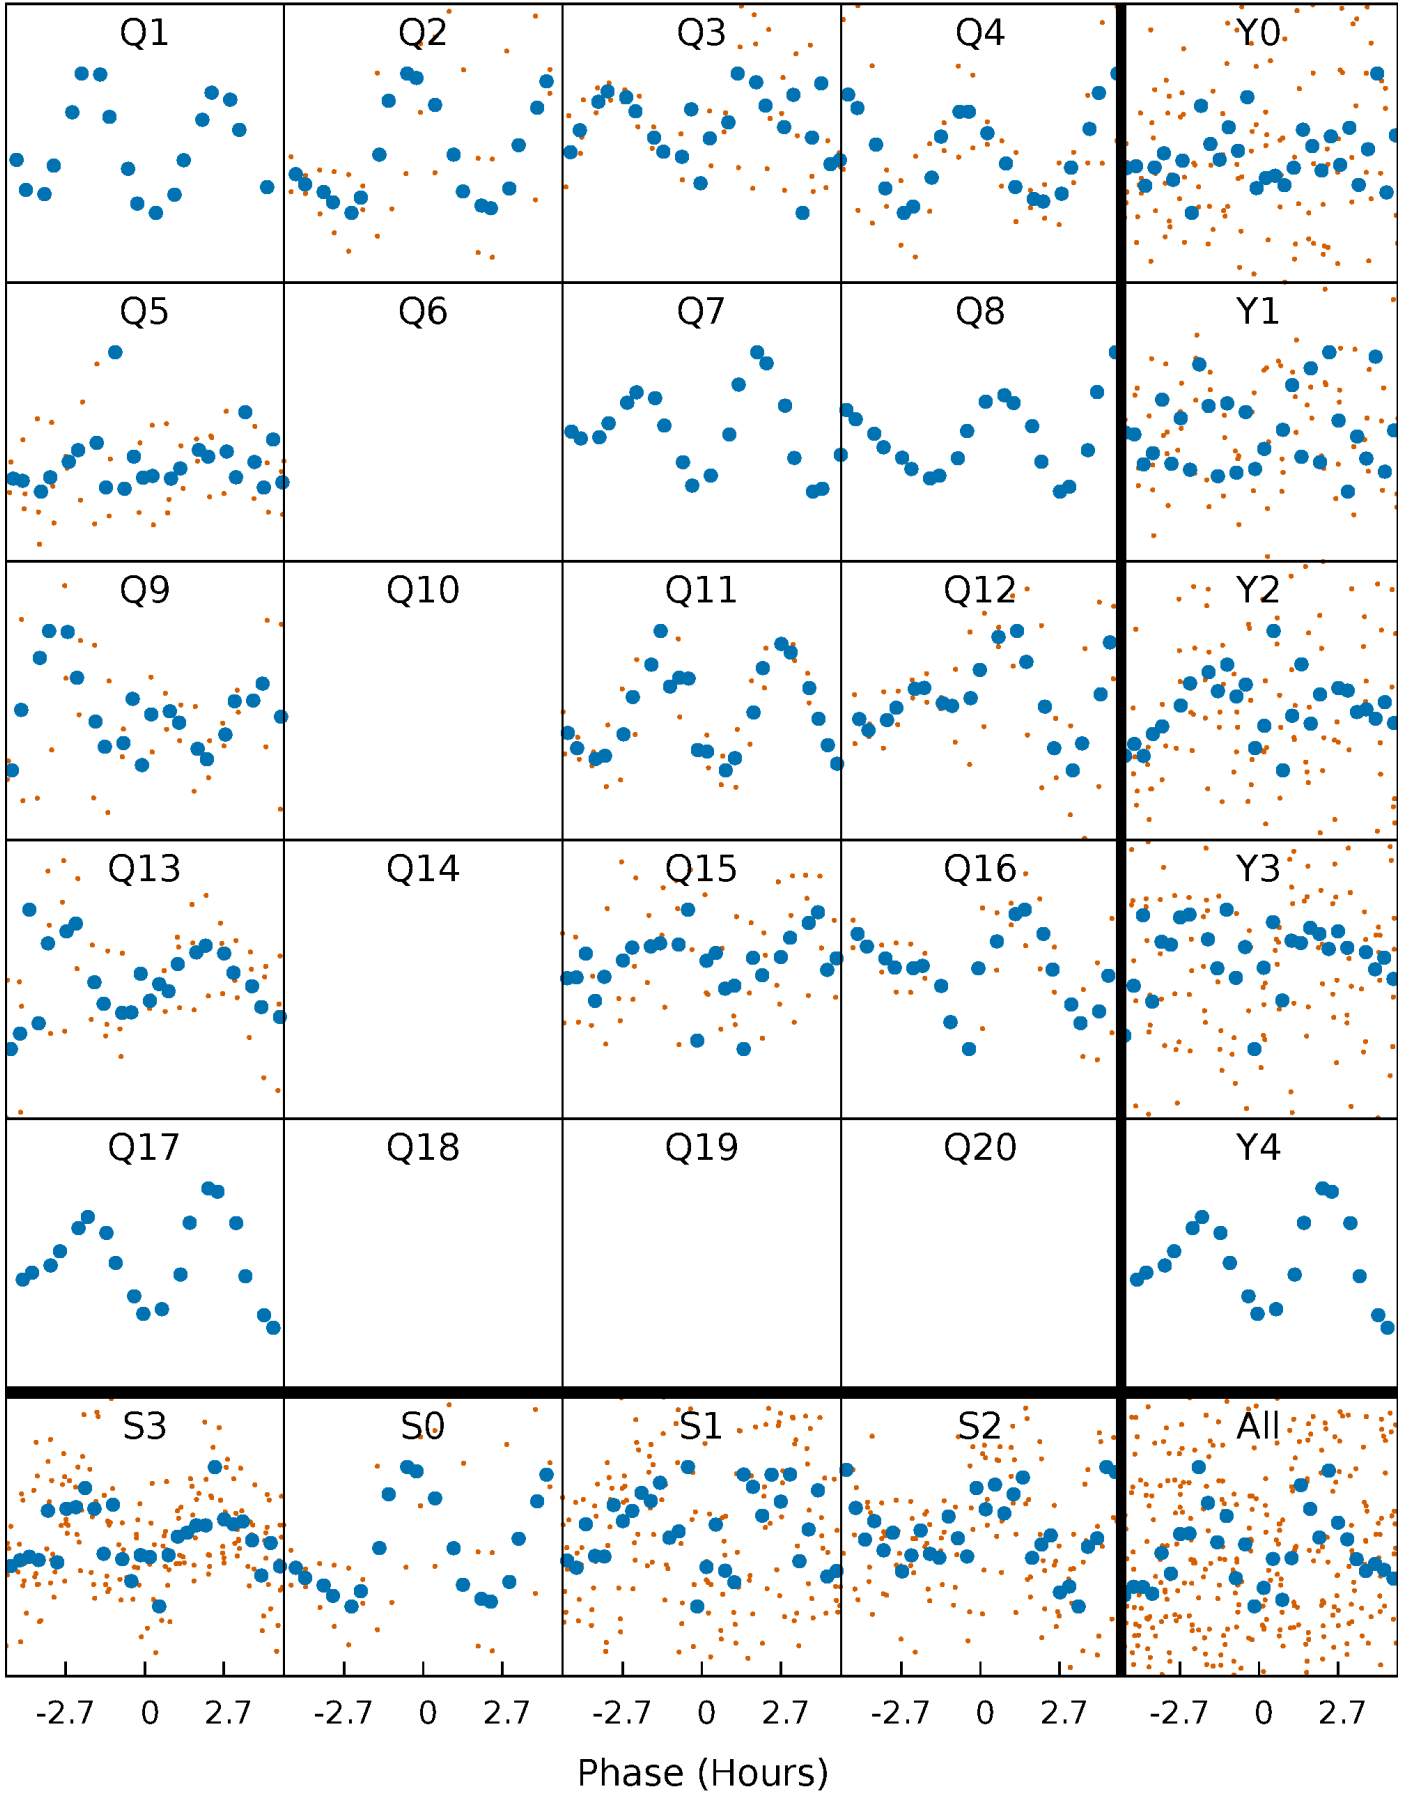 Q1 Q2 Q3 Q4 Y0
Q5 Q6 Q7 Q8 Y1
Q9 Q10 Q11 Q12 Y2
Q13 Q14 Q15 Q16 Y3
Q17 Q18 Q19 Q20 Y4
S3 S0 S1 S2 All
-2.7 0 2.7 -2.7 0 2.7 -2.7 0 2.7 -2.7 0 2.7 -2.7 0 2.7
Phase (Hours)